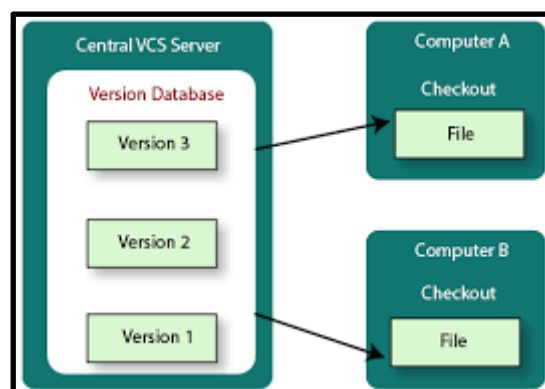 Central VCS Server
Version Database
Version 3
Version 2
Version 1
Computer A
Checkout
File
Computer B
Checkout
File